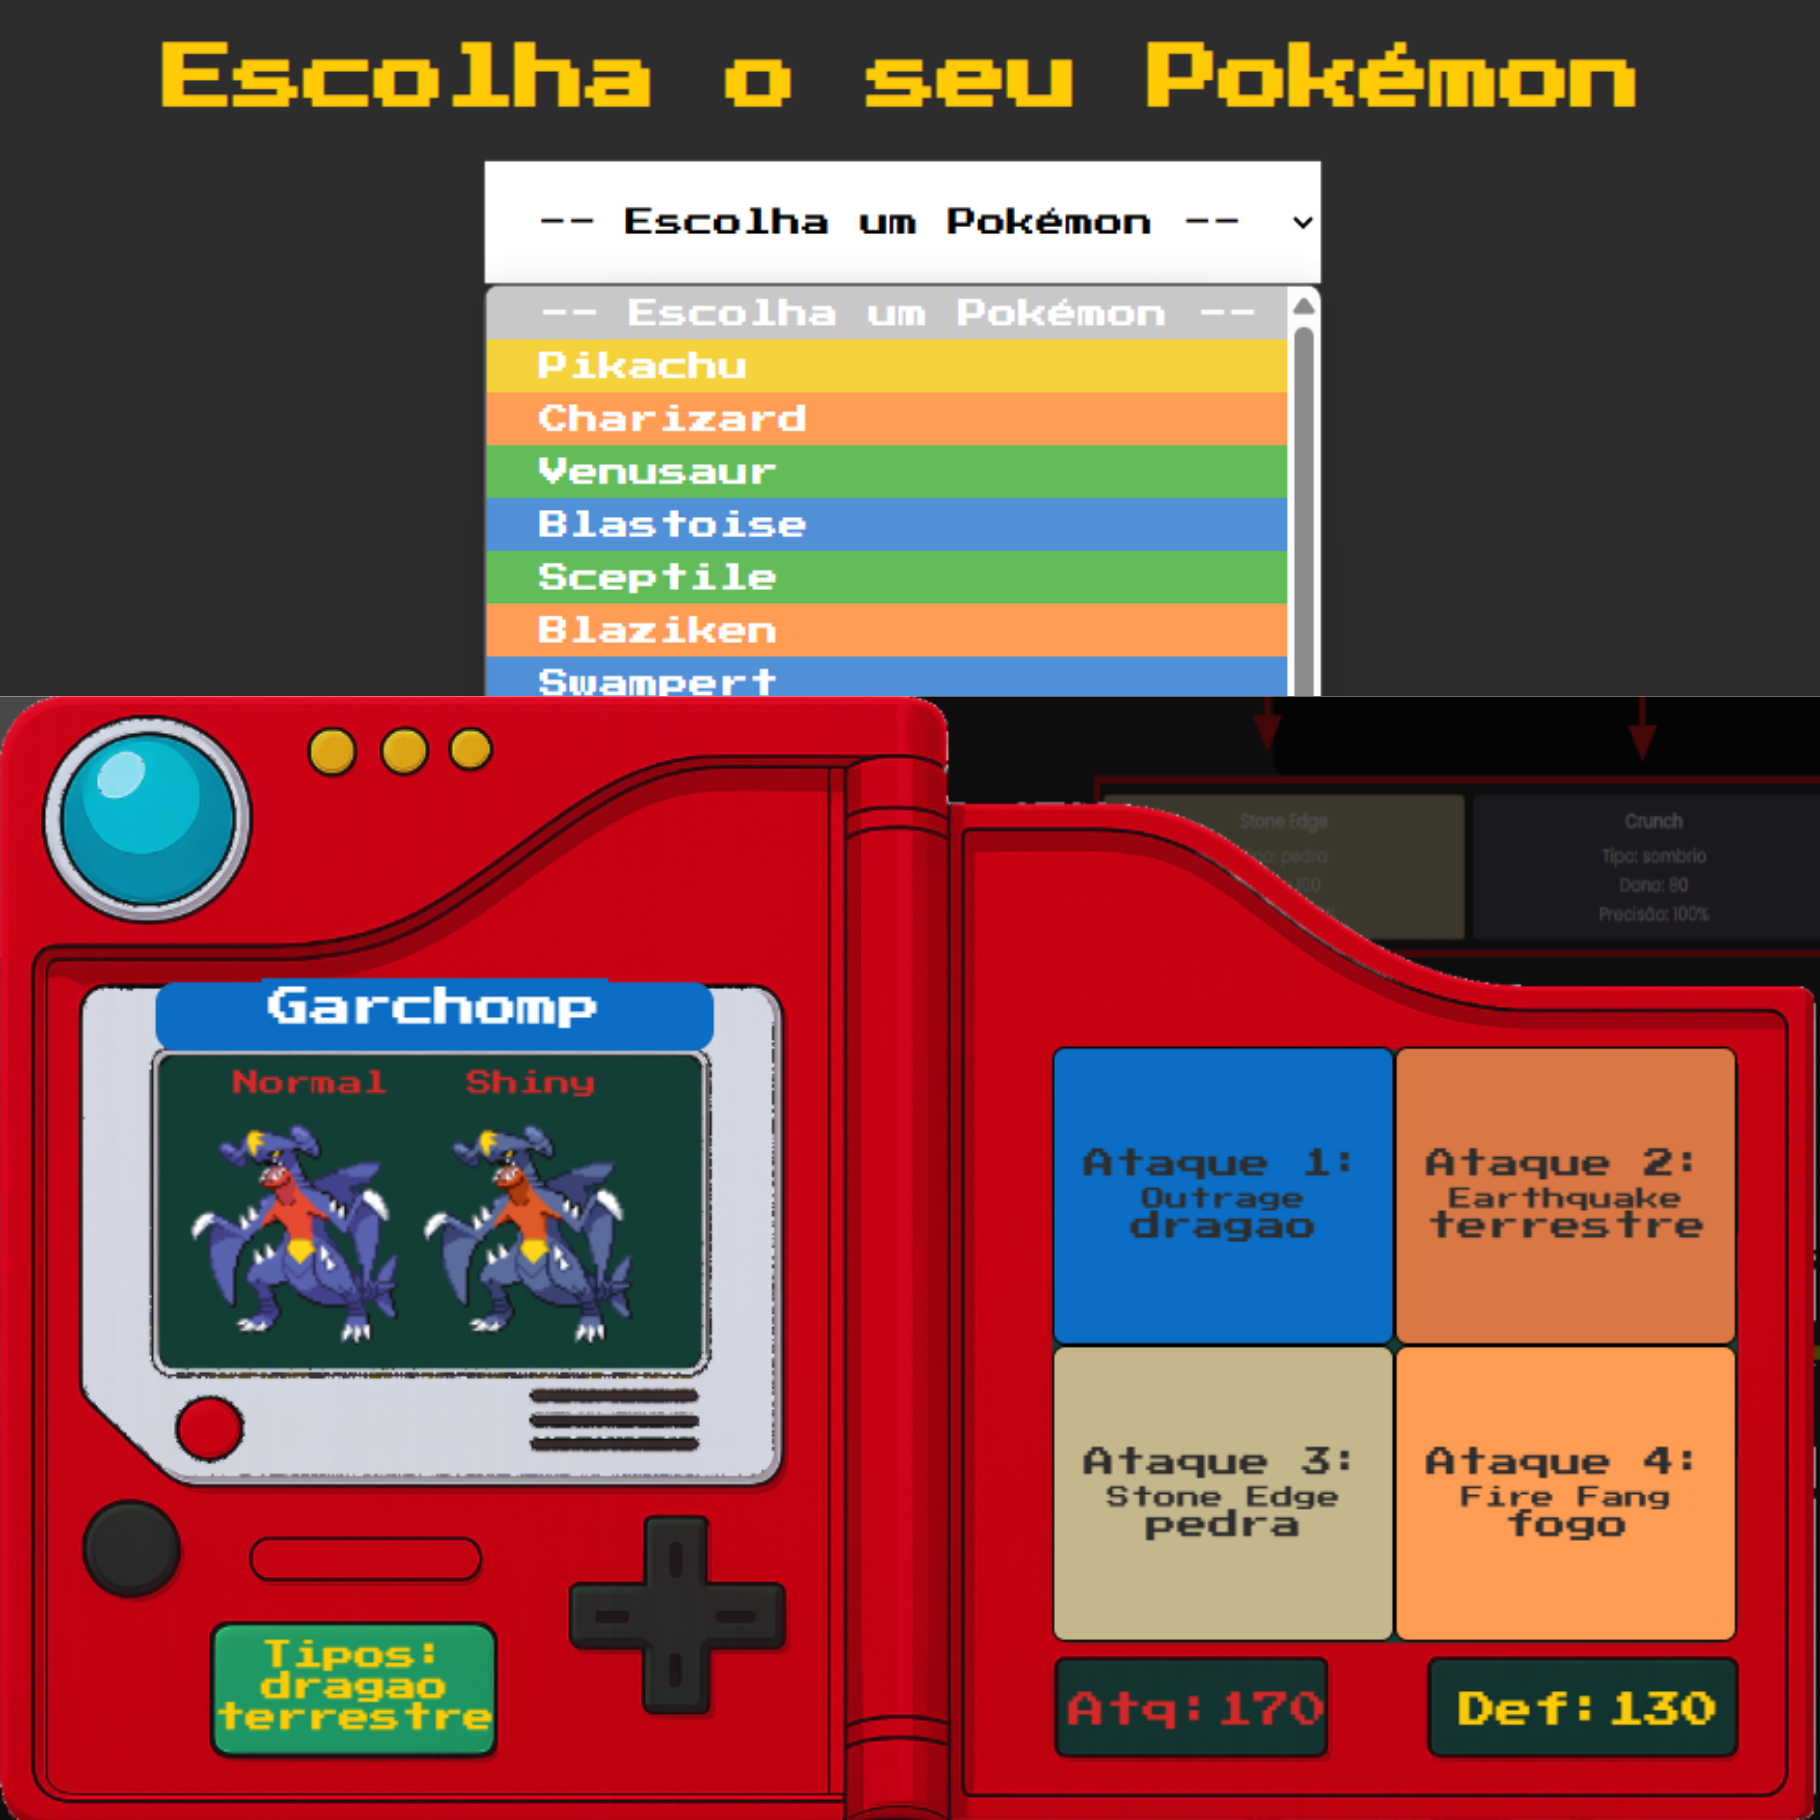 Escolha o seu Pokémon
-- Escolha um Pokémon --
-- Escolha um Pokémon --
Pikachu
Charizard
Venusaur
Blastoise
Sceptile
Blaziken
Swampert
Stone Edge
pedra
Crunch
Tipo: sombrio
Dano: 80
Precisão: 100%
Garchomp
Normal Shiny
Ataque 1:
Outrage
dragao
Ataque 2:
Earthquake
terrestre
Ataque 3:
Stone Edge
pedra
Ataque 4:
Fire Fang
fogo
Tipos:
dragao
terrestre
Atq: 170
Def: 130